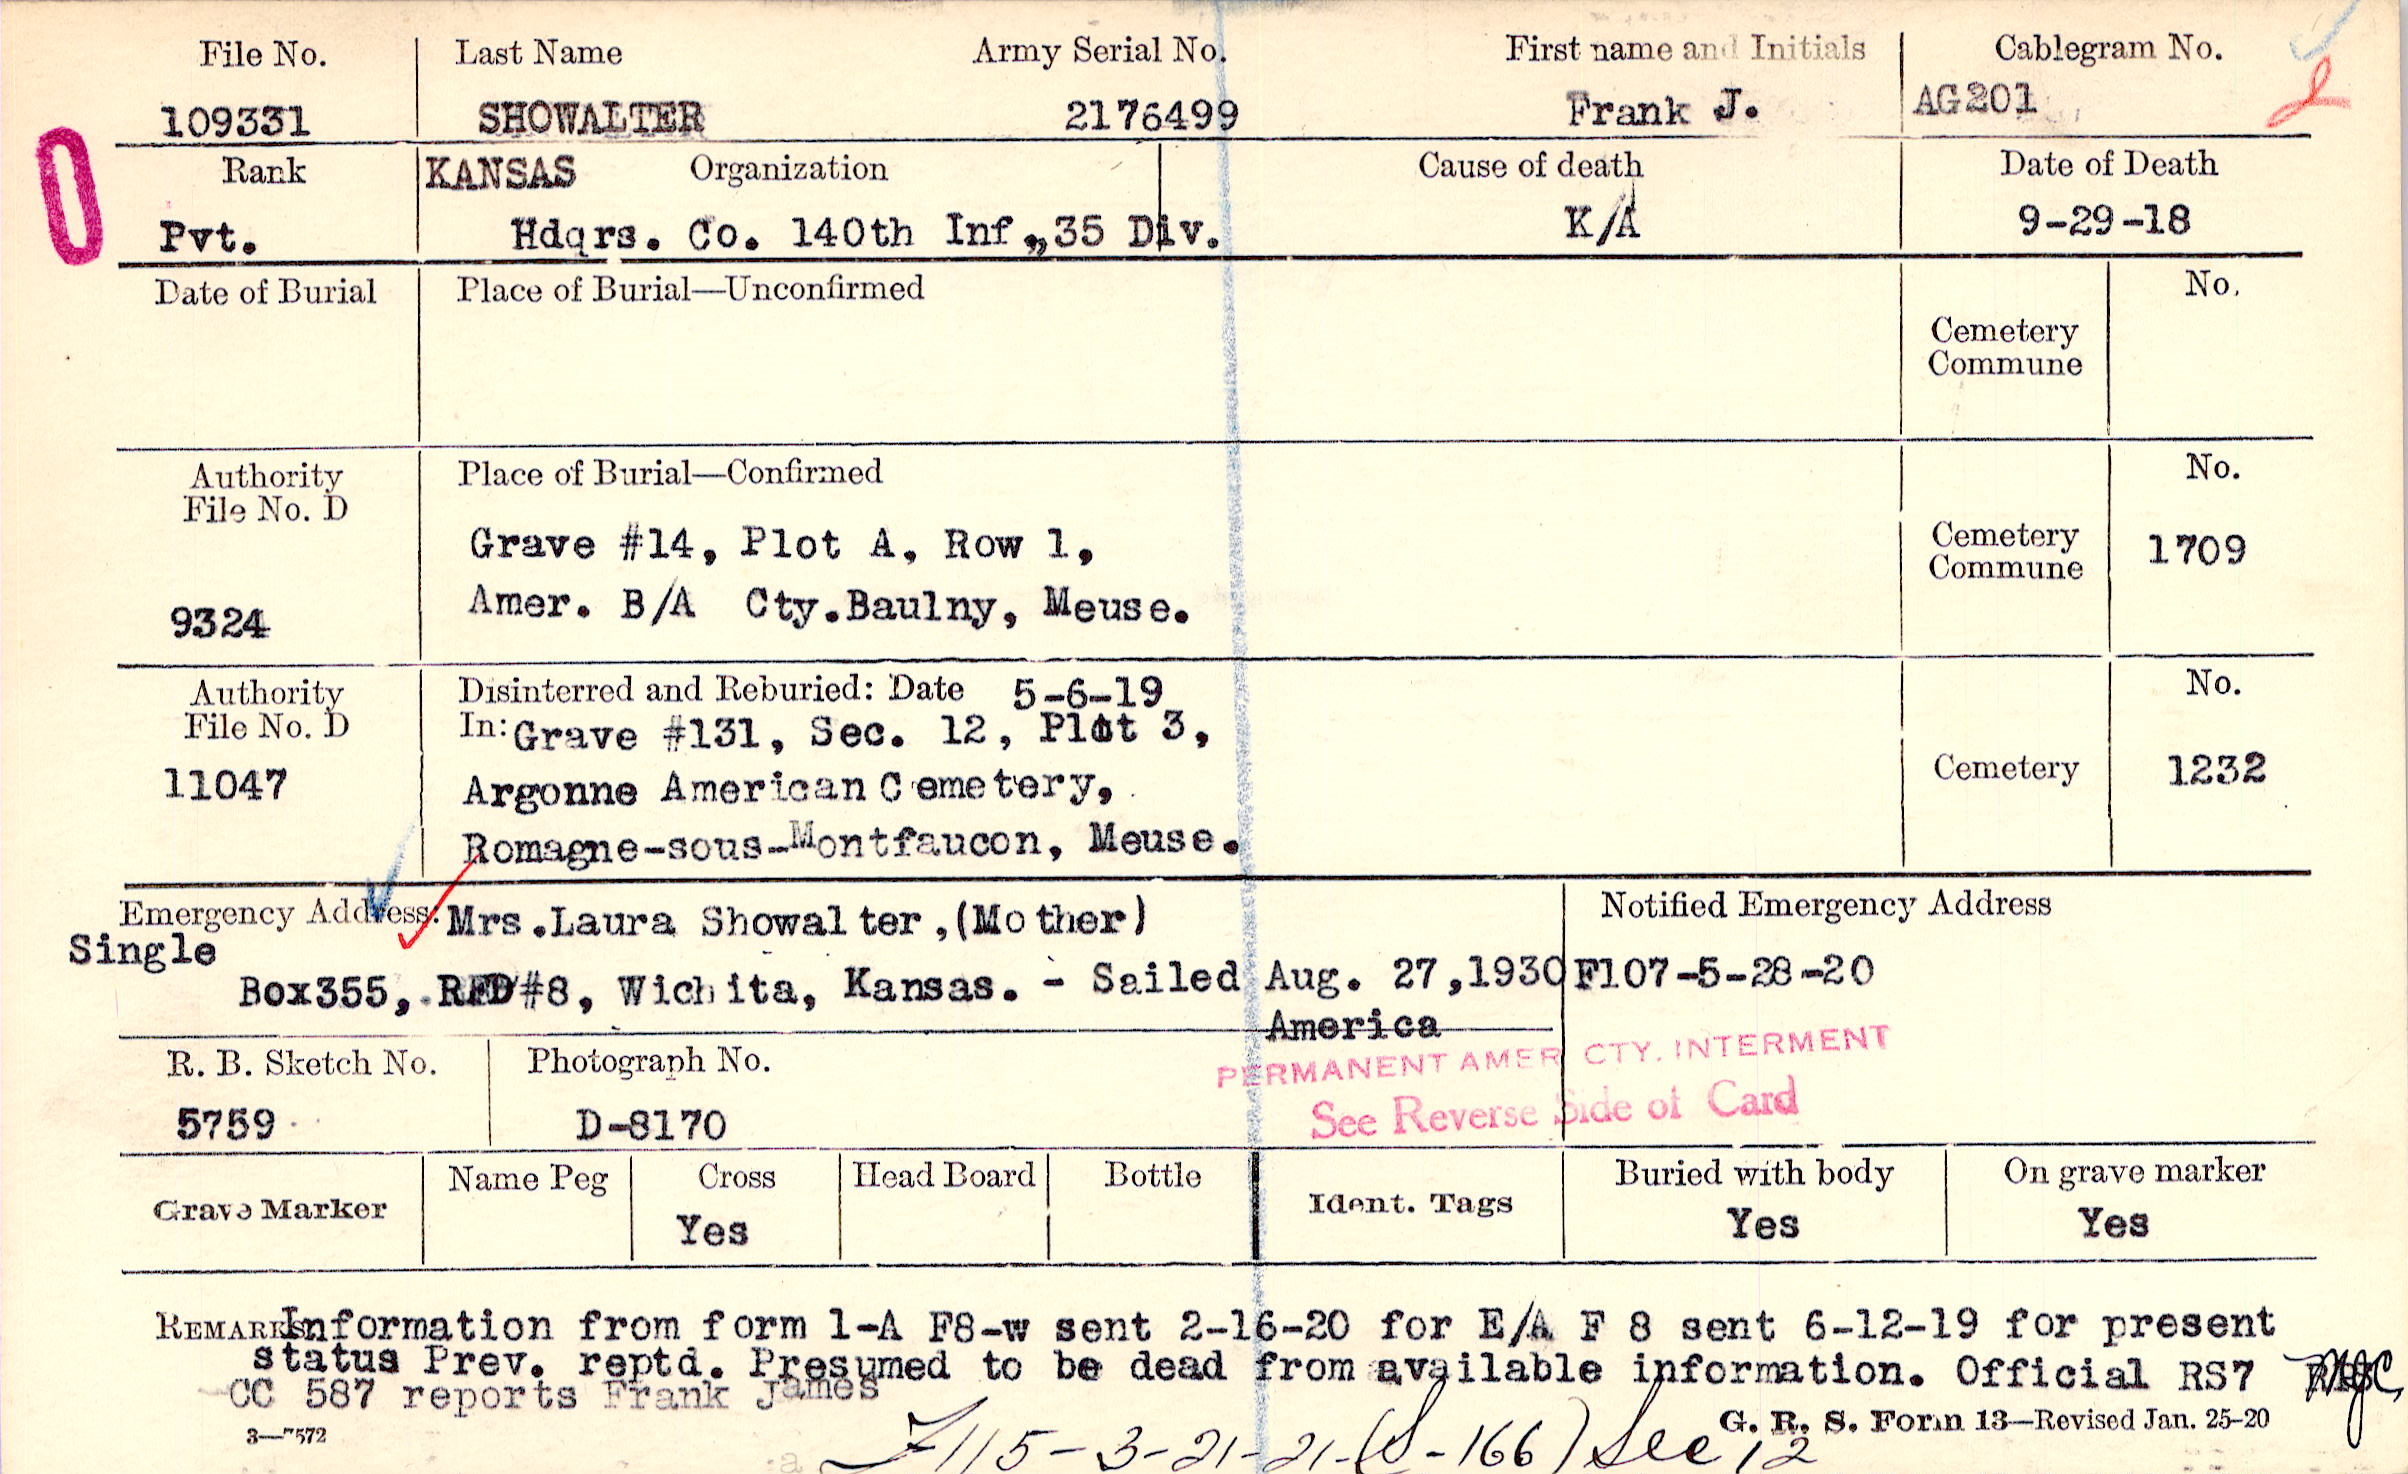 File No. Last Name Army Serial No. First name and Initials Cablegram No.
109331 SHOWALTER 2176499 Frank J. AG201
Rank KANSAS Organization Cause of death Date of Death
Pvt. Hdqrs. Co. 140th Inf.,35 Div. K/A 9-29-18
Date of Burial Place of Burial—Unconfirmed No.
Cemetery
Commune
Authority Place of Burial—Confirmed No.
File No. D
Grave #14, Plot A, Row 1, Cemetery 1709
Commune
9324 Amer. B/A Cty.Baulny, Meuse.
Authority Disinterred and Reburied: Date 5-6-19 No.
File No. D In: Grave #131, Sec. 12, Plot 3,
11047 Argonne American Cemetery, Cemetery 1232
Romagne-sous-Montfaucon, Meuse.
Emergency Address: Mrs.Laura Showalter,(Mother) Notified Emergency Address
Single
Box355, RFD#8, Wichita, Kansas. - Sailed Aug. 27,1930 F107-5-28-20
America
PERMANENT AMER CTY. INTERMENT
R. B. Sketch No. Photograph No. See Reverse Side of Card
5759 D-8170
Grave Marker Name Peg Cross Head Board Bottle Ident. Tags Buried with body On grave marker
Yes Yes Yes
REMARKS Information from form 1-A F8-w sent 2-16-20 for E/A F 8 sent 6-12-19 for present
status Prev. reptd. Presumed to be dead from available information. Official RS7
CC 587 reports Frank James
3—7572 G. R. S. Form 13—Revised Jan. 25-20
F115-3-21-21-(S-166) Sec 12